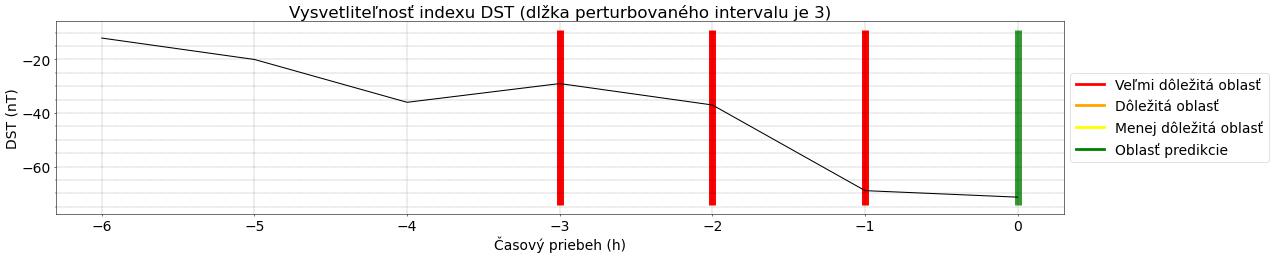 Vysvetliteľnosť indexu DST (dĺžka perturbovaného intervalu je 3)
DST (nT)
−20
−40
−60
−6 −5 −4 −3 −2 −1 0
Časový priebeh (h)
Veľmi dôležitá oblasť
Dôležitá oblasť
Menej dôležitá oblasť
Oblasť predikcie